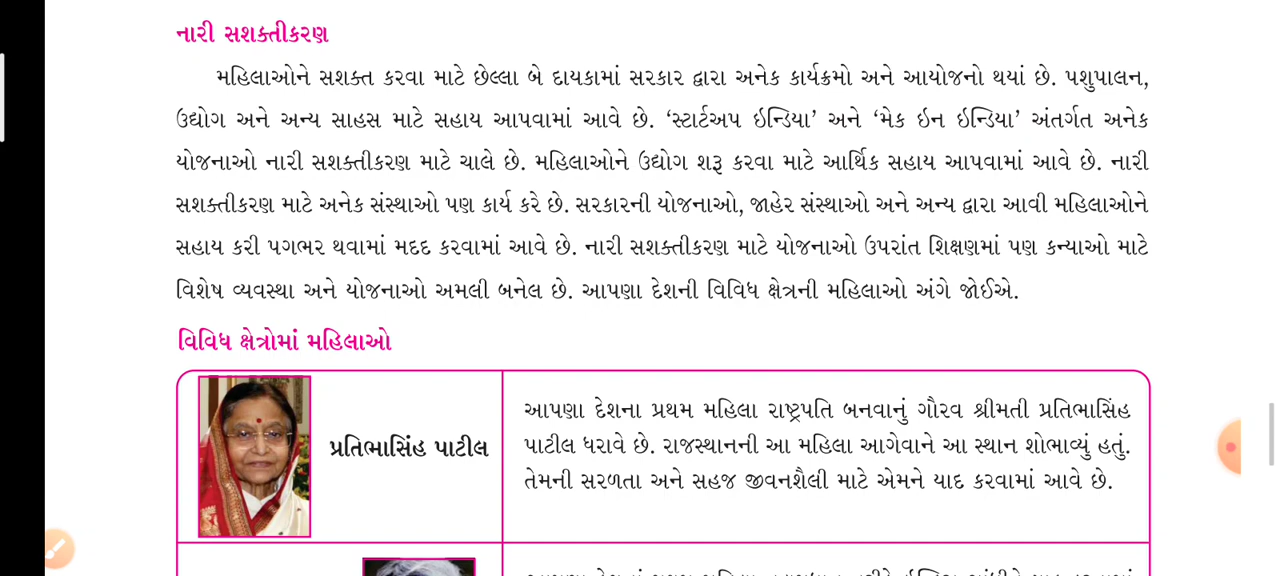 નારી સશક્તીકરણ
મહિલાઓને સશક્ત કરવા માટે છેલ્લા બે દાયકામાં સરકાર દ્વારા અનેક કાર્યક્રમો અને આયોજનો થયાં છે. પશુપાલન,
ઉદ્યોગ અને અન્ય સાહસ માટે સહાય આપવામાં આવે છે. ‘સ્ટાર્ટઅપ ઇન્ડિયા’ અને ‘મેક ઇન ઇન્ડિયા’ અંતર્ગત અનેક
યોજનાઓ નારી સશક્તીકરણ માટે ચાલે છે. મહિલાઓને ઉદ્યોગ શરૂ કરવા માટે આર્થિક સહાય આપવામાં આવે છે. નારી
સશક્તીકરણ માટે અનેક સંસ્થાઓ પણ કાર્ય કરે છે. સરકારની યોજનાઓ, જાહેર સંસ્થાઓ અને અન્ય દ્વારા આવી મહિલાઓને
સહાય કરી પગભર થવામાં મદદ કરવામાં આવે છે. નારી સશક્તીકરણ માટે યોજનાઓ ઉપરાંત શિક્ષણમાં પણ કન્યાઓ માટે
વિશેષ વ્યવસ્થા અને યોજનાઓ અમલી બનેલ છે. આપણા દેશની વિવિધ ક્ષેત્રની મહિલાઓ અંગે જોઈએ.
વિવિધ ક્ષેત્રોમાં મહિલાઓ
પ્રતિભાસિંહ પાટીલ
આપણા દેશના પ્રથમ મહિલા રાષ્ટ્રપતિ બનવાનું ગૌરવ શ્રીમતી પ્રતિભાસિંહ
પાટીલ ધરાવે છે. રાજસ્થાનની આ મહિલા આગેવાને આ સ્થાન શોભાવ્યું હતું.
તેમની સરળતા અને સહજ જીવનશૈલી માટે એમને યાદ કરવામાં આવે છે.